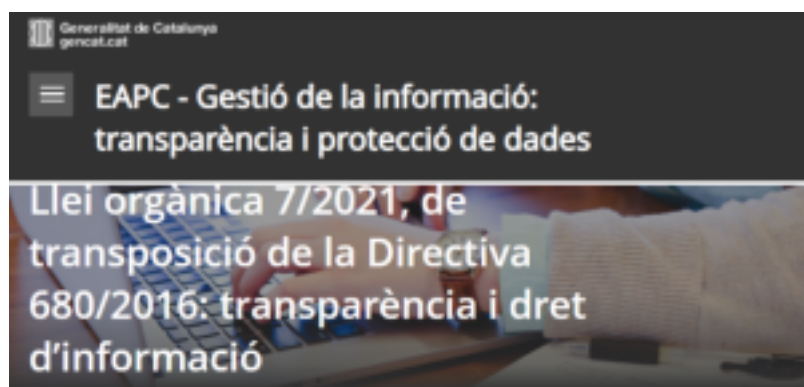 Generalitat de Catalunya
gencat.cat
EAPC - Gestió de la informació:
transparència i protecció de dades
Llei orgànica 7/2021, de
transposició de la Directiva
680/2016: transparència i dret
d'informació